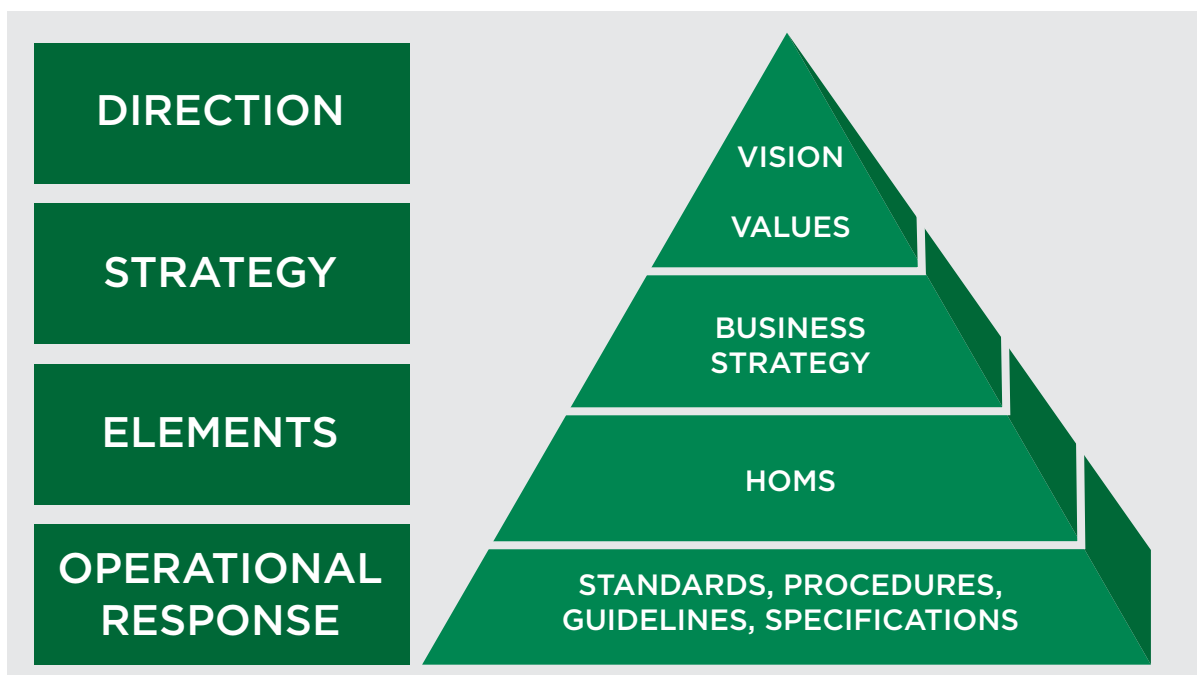 DIRECTION
VISION
VALUES
STRATEGY
BUSINESS
STRATEGY
ELEMENTS
HOMS
OPERATIONAL
RESPONSE
STANDARDS, PROCEDURES,
GUIDELINES, SPECIFICATIONS